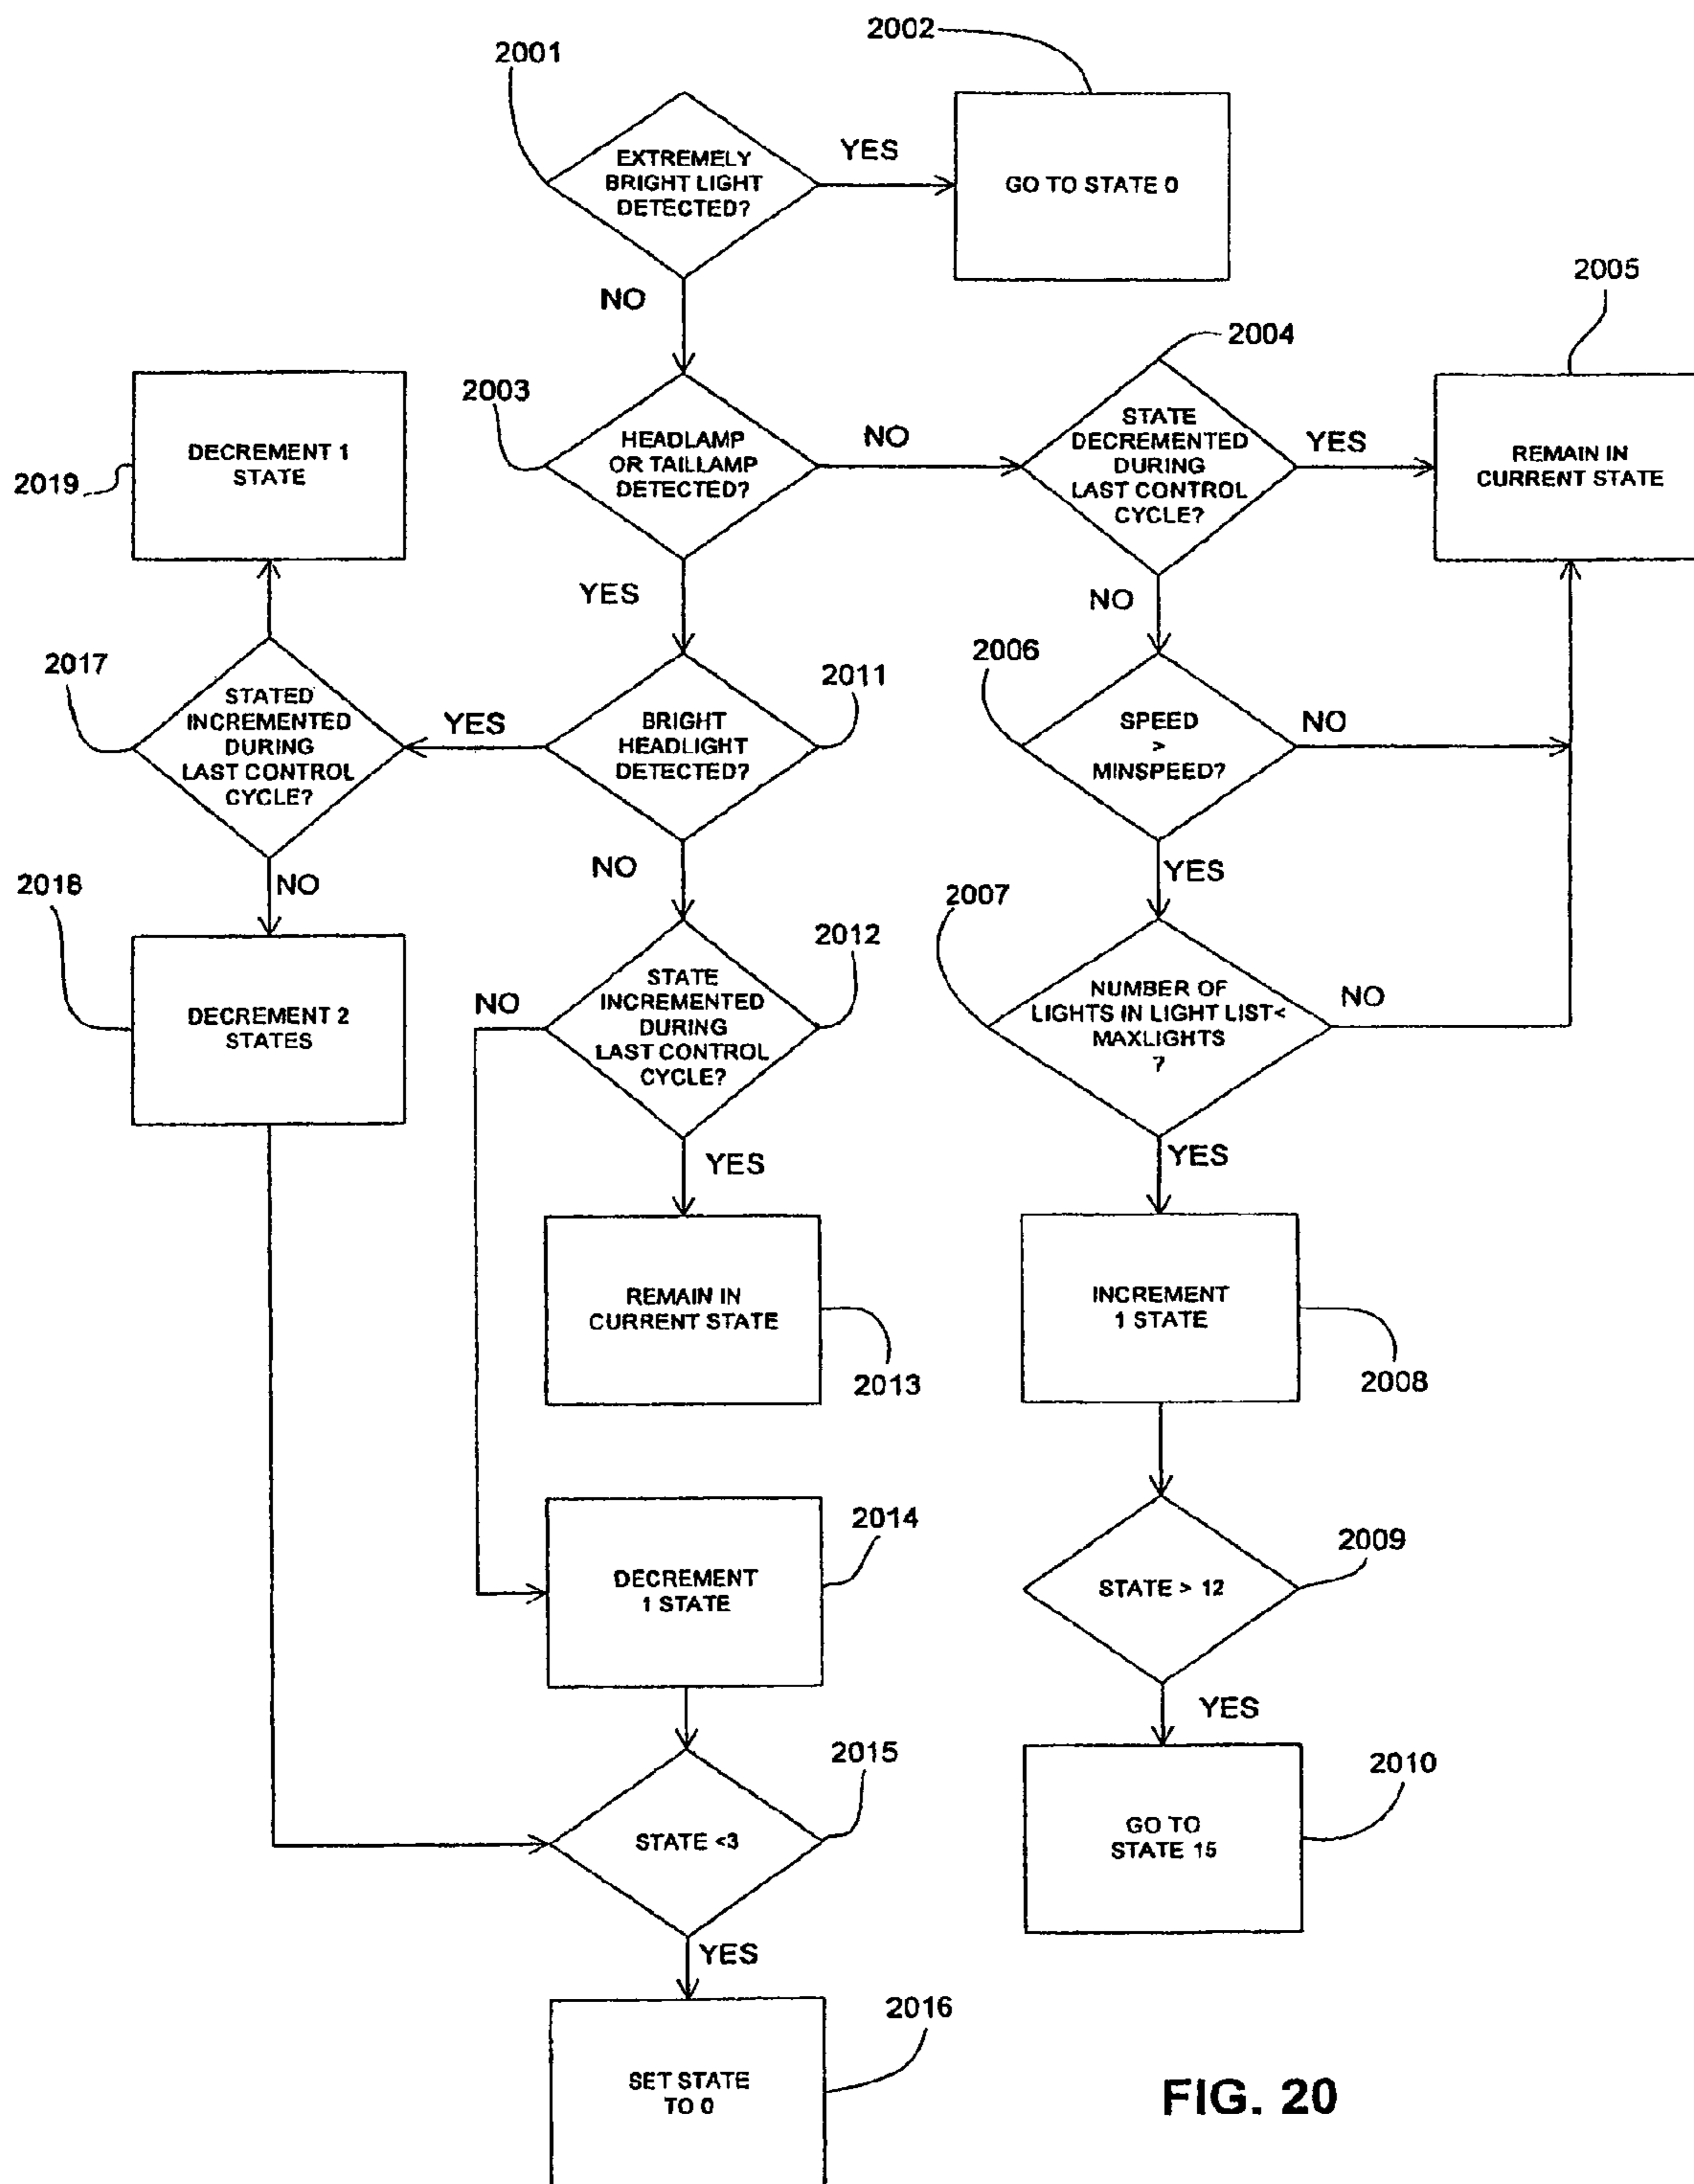 2002
2001
EXTREMELY
BRIGHT LIGHT
DETECTED?
YES
GO TO STATE 0
NO
2005
2004
2003
HEADLAMP
OR TAILLAMP
DETECTED?
NO
STATE
DECREMENTED
DURING
LAST CONTROL
CYCLE?
YES
REMAIN IN
CURRENT STATE
DECREMENT 1
STATE
2019
YES
NO
2017
STATED
INCREMENTED
DURING
LAST CONTROL
CYCLE?
YES
BRIGHT
HEADLIGHT
DETECTED?
2011
2006
SPEED
>
MINSPEED?
NO
NO
2018
DECREMENT 2
STATES
NO
YES
2007
NUMBER OF
LIGHTS IN LIGHT LIST<
MAXLIGHTS
?
NO
2012
STATE
INCREMENTED
DURING
LAST CONTROL
CYCLE?
NO
YES
YES
REMAIN IN
CURRENT STATE
2013
INCREMENT
1 STATE
2008
DECREMENT
1 STATE
2014
STATE > 12
2009
YES
STATE <3
2015
GO TO
STATE 15
2010
YES
SET STATE
TO 0
2016
FIG. 20